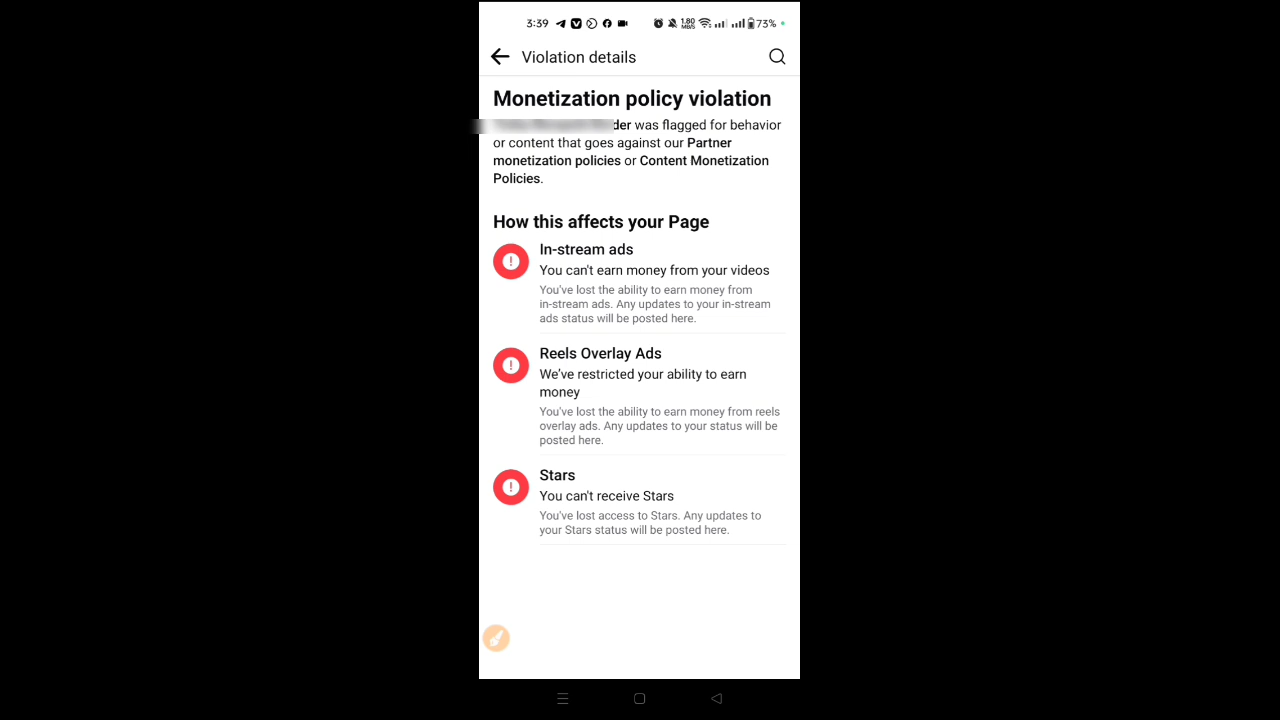 3:39
1.80
MB/S
73%
Violation details
Monetization policy violation
der was flagged for behavior
or content that goes against our Partner
monetization policies or Content Monetization
Policies.
How this affects your Page
In-stream ads
You can't earn money from your videos
You've lost the ability to earn money from
in-stream ads. Any updates to your in-stream
ads status will be posted here.
Reels Overlay Ads
We've restricted your ability to earn
money
You've lost the ability to earn money from reels
overlay ads. Any updates to your status will be
posted here.
Stars
You can't receive Stars
You've lost access to Stars. Any updates to
your Stars status will be posted here.